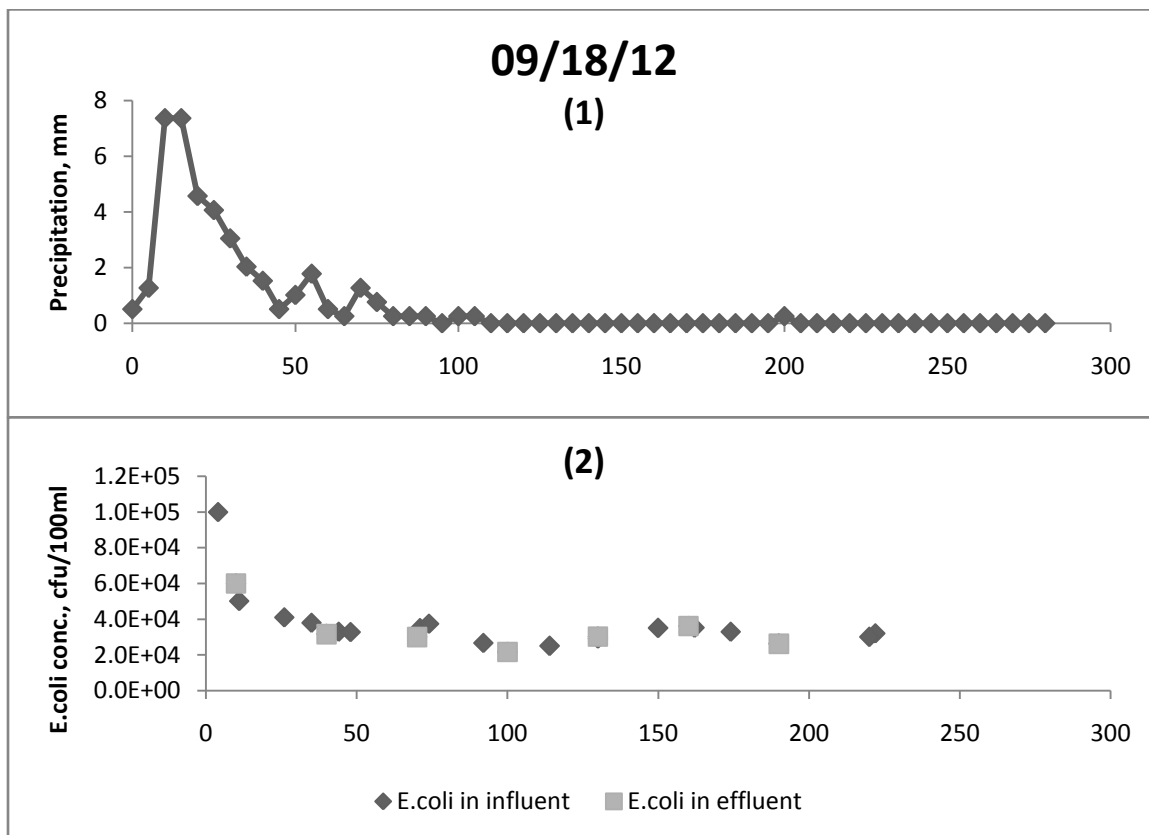 09/18/12
(1)
Precipitation, mm
8
6
4
2
0
0 50 100 150 200 250 300
(2)
E.coli conc., cfu/100ml
1.2E+05
1.0E+05
8.0E+04
6.0E+04
4.0E+04
2.0E+04
0.0E+00
0 50 100 150 200 250 300
E.coli in influent E.coli in effluent